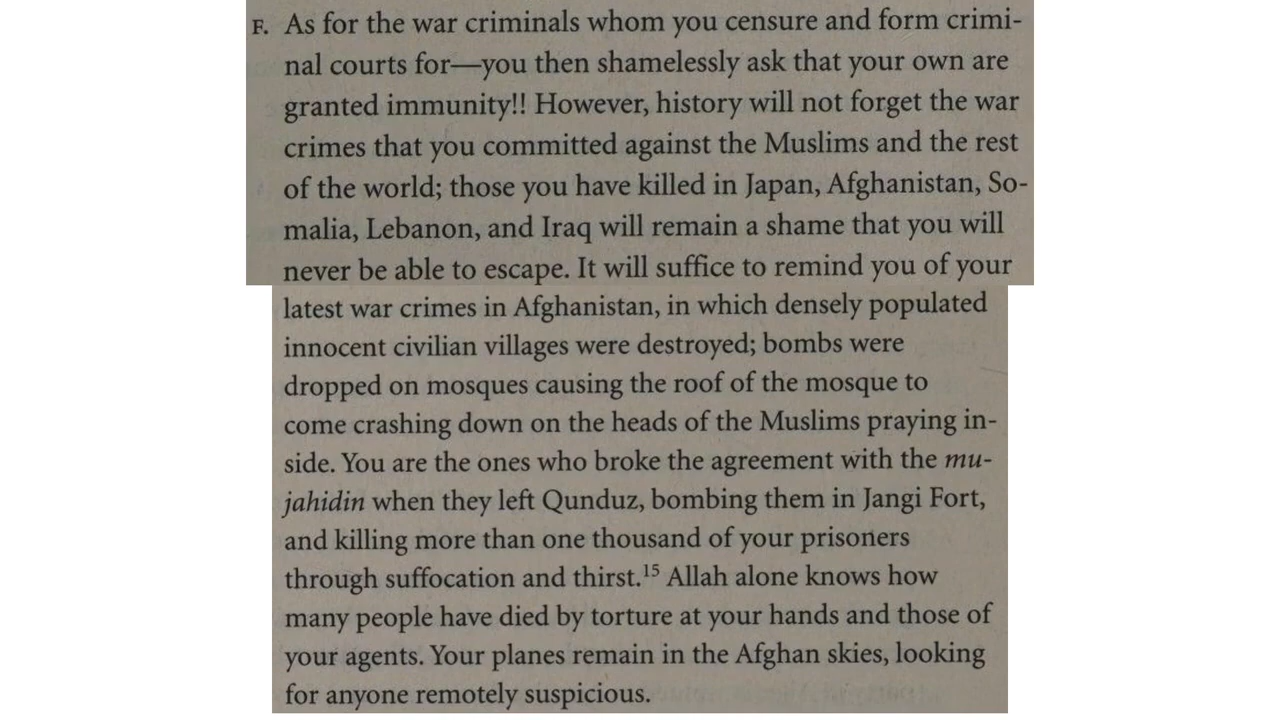 F. As for the war criminals whom you censure and form crimi-
nal courts for—you then shamelessly ask that your own are
granted immunity!! However, history will not forget the war
crimes that you committed against the Muslims and the rest
of the world; those you have killed in Japan, Afghanistan, So-
malia, Lebanon, and Iraq will remain a shame that you will
never be able to escape. It will suffice to remind you of your
latest war crimes in Afghanistan, in which densely populated
innocent civilian villages were destroyed; bombs were
dropped on mosques causing the roof of the mosque to
come crashing down on the heads of the Muslims praying in-
side. You are the ones who broke the agreement with the mu-
jahidin when they left Qunduz, bombing them in Jangi Fort,
and killing more than one thousand of your prisoners
through suffocation and thirst.15 Allah alone knows how
many people have died by torture at your hands and those of
your agents. Your planes remain in the Afghan skies, looking
for anyone remotely suspicious.